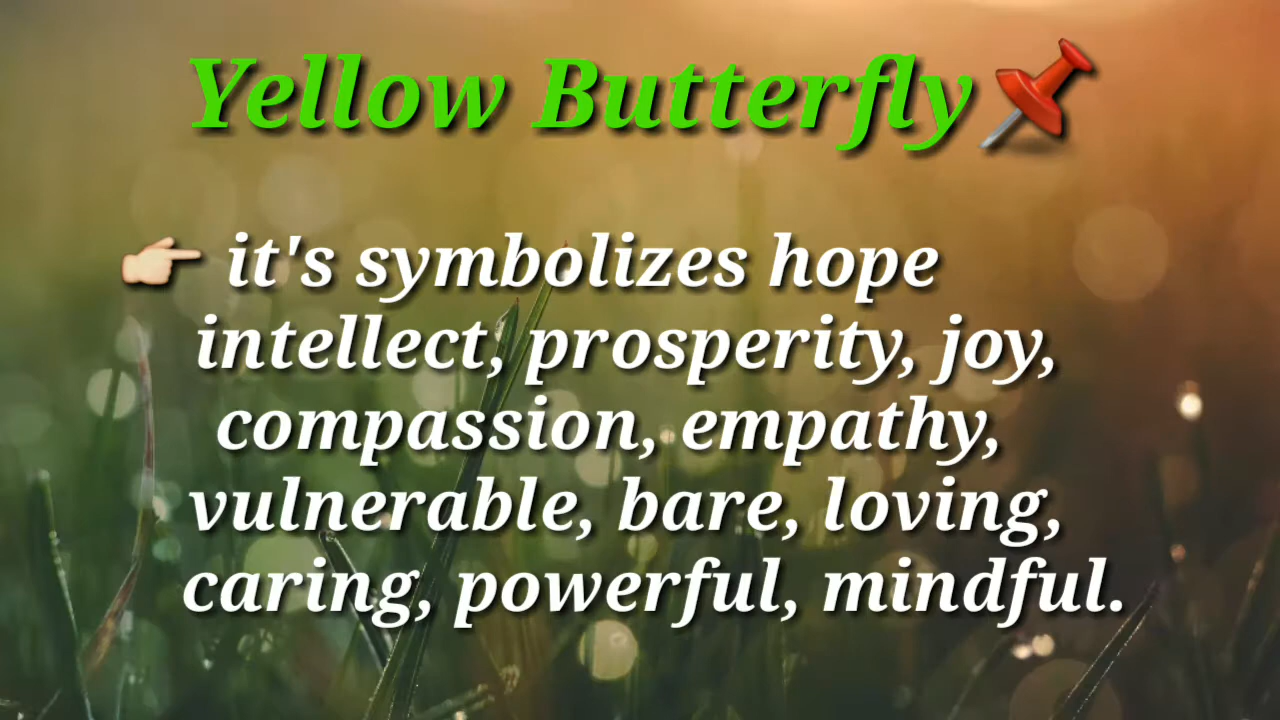 Yellow Butterfly📌
👉🏻 it's symbolizes hope
intellect, prosperity, joy,
compassion, empathy,
vulnerable, bare, loving,
caring, powerful, mindful.